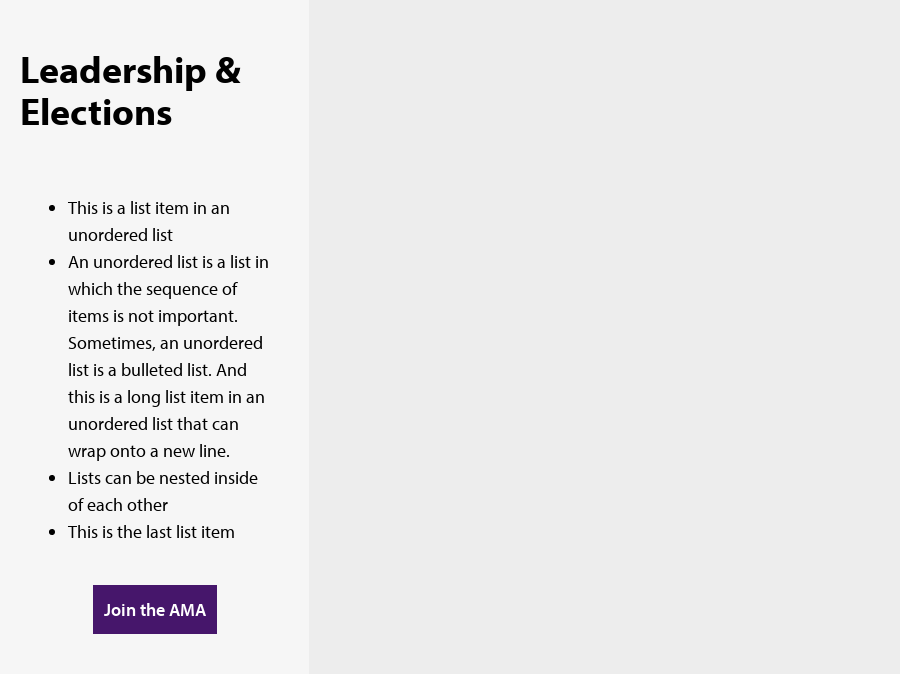 Leadership &
Elections
This is a list item in an
unordered list
An unordered list is a list in
which the sequence of
items is not important.
Sometimes, an unordered
list is a bulleted list. And
this is a long list item in an
unordered list that can
wrap onto a new line.
Lists can be nested inside
of each other
This is the last list item
Join the AMA